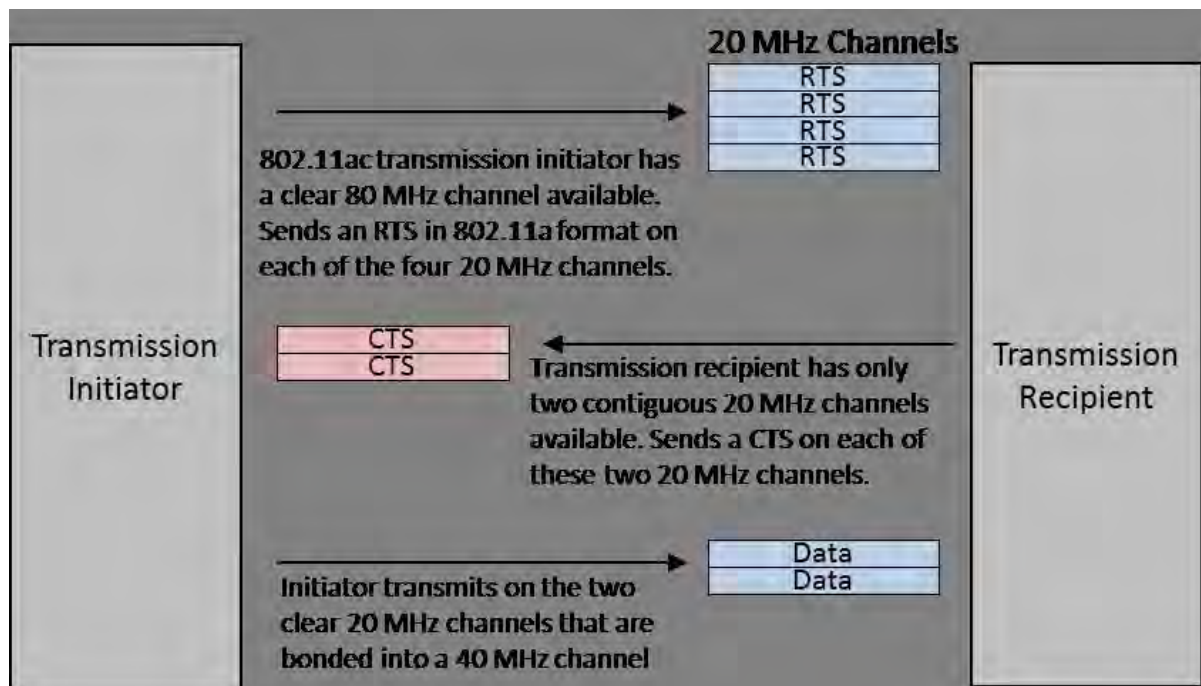 20 MHz Channels
RTS
RTS
RTS
RTS
802.11ac transmission initiator has
a clear 80 MHz channel available.
Sends an RTS in 802.11a format on
each of the four 20 MHz channels.
Transmission
Initiator
CTS
CTS
Transmission recipient has only
two contiguous 20 MHz channels
available. Sends a CTS on each of
these two 20 MHz channels.
Transmission
Recipient
Data
Data
Initiator transmits on the two
clear 20 MHz channels that are
bonded into a 40 MHz channel